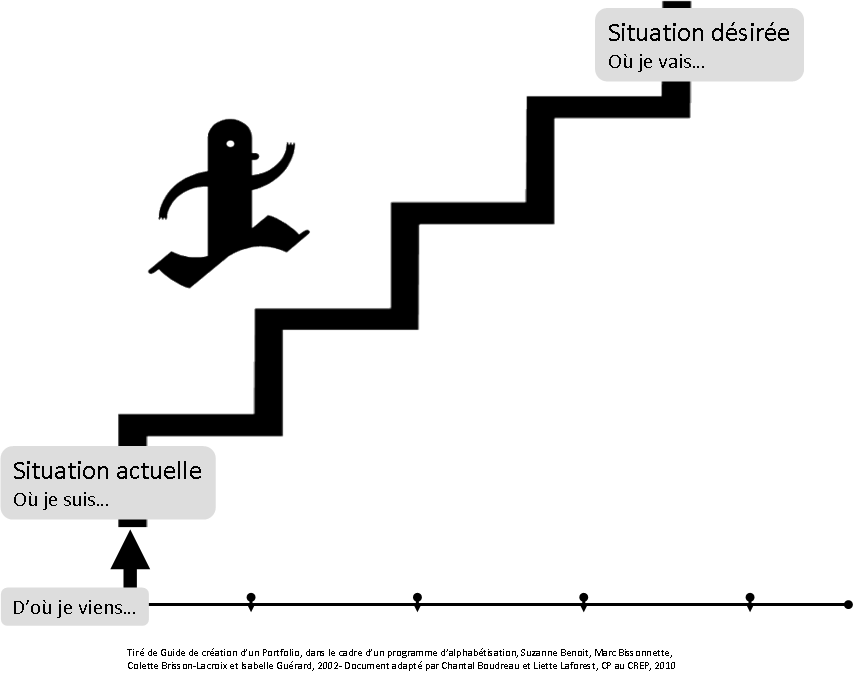 Situation désirée
Où je vais...
Situation actuelle
Où je suis...
D’où je viens...
Tiré de Guide de création d’un Portfolio, dans le cadre d’un programme d’alphabétisation, Suzanne Benoit, Marc Bissonnette,
Colette Brisson-Lacroix et Isabelle Guérard, 2002- Document adapté par Chantal Boudreau et Liette Laforest, CP au CREP, 2010